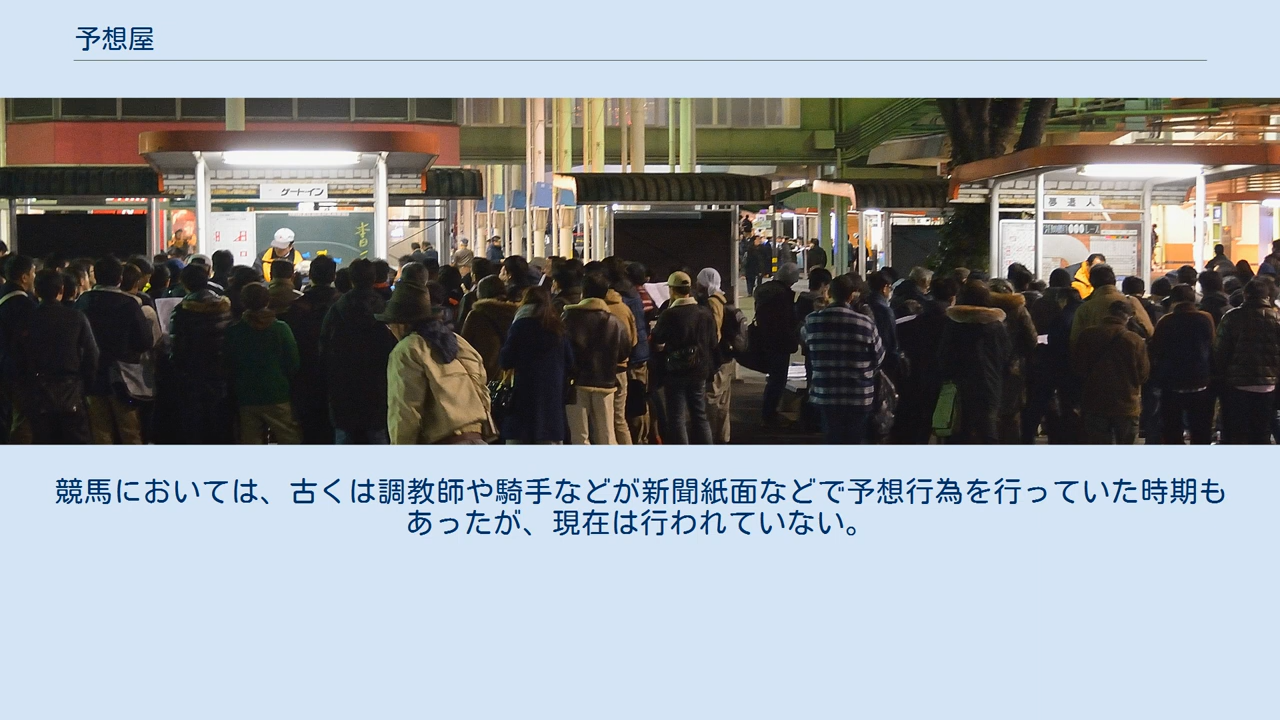 予想屋
ゲートイン
本日
夢追人
競馬においては、古くは調教師や騎手などが新聞紙面などで予想行為を行っていた時期も
あったが、現在は行われていない。